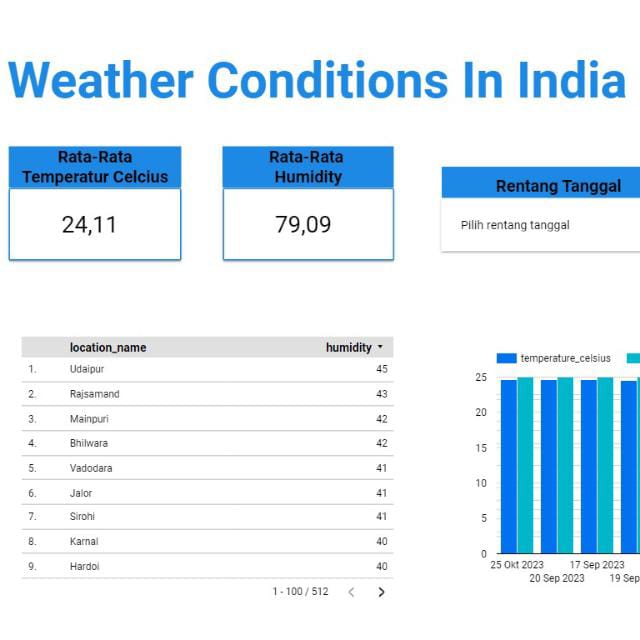 Weather Conditions In India
Rata-Rata
Temperatur Celcius
24,11
Rata-Rata
Humidity
79,09
Rentang Tanggal
Pilih rentang tanggal
location_name humidity
1. Udaipur 45
2. Rajsamand 43
3. Mainpuri 42
4. Bhilwara 42
5. Vadodara 41
6. Jalor 41
7. Sirohi 41
8. Karnal 40
9. Hardoi 40
1 - 100 / 512
temperature_celsius
25
20
15
10
5
0
25 Okt 2023 17 Sep 2023
20 Sep 2023 19 Sep